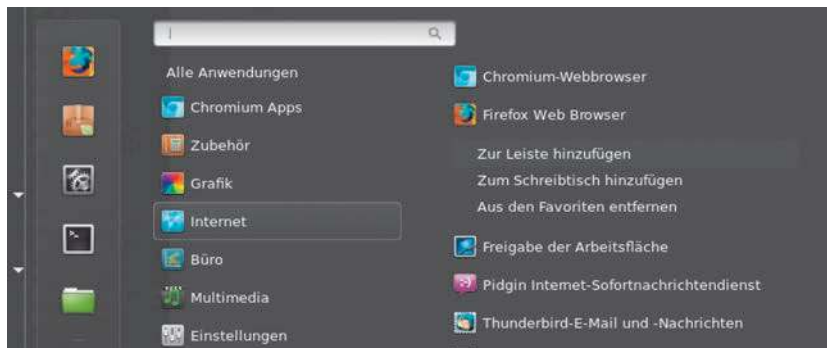 Alle Anwendungen
Chromium Apps
Zubehör
Grafik
Internet
Büro
Multimedia
Einstellungen
Chromium-Webbrowser
Firefox Web Browser
Zur Leiste hinzufügen
Zum Schreibtisch hinzufügen
Aus den Favoriten entfernen
Freigabe der Arbeitsfläche
Pidgin Internet-Sofortnachrichtendienst
Thunderbird-E-Mail und -Nachrichten